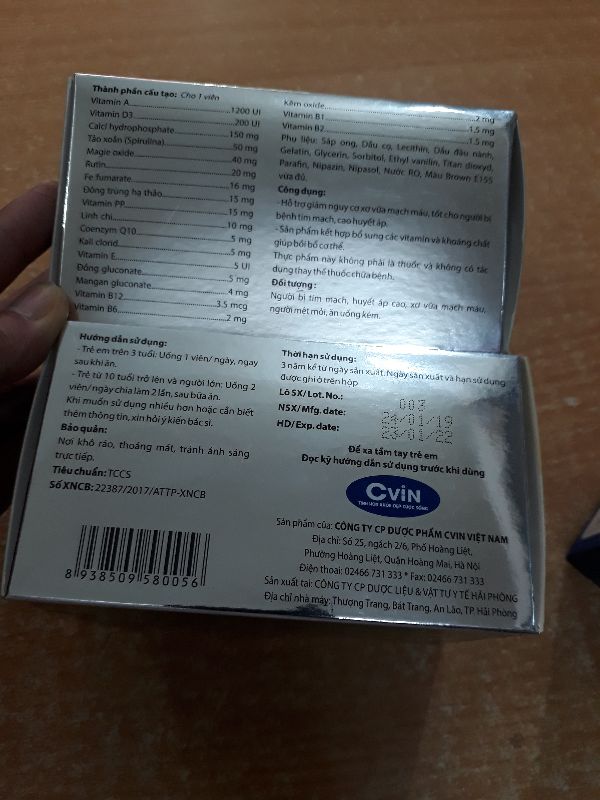 Thành phần cấu tạo: Cho 1 viên
Vitamin A 1200 UI
Vitamin D3 200 UI
Calci hydrophosphate 150 mg
Tảo xoắn (Spirulina) 50 mg
Magie oxide 40 mg
Rutin 20 mg
Fe fumarate 16 mg
Đông trùng hạ thảo 15 mg
Vitamin PP 15 mg
Linh chi 10 mg
Coenzym Q10 5 mg
Kali clorid 5 mg
Vitamin E 5 UI
Đồng gluconate 5 mg
Mangan gluconate 4 mg
Vitamin B12 3.5 mcg
Vitamin B6 2 mg
Kẽm oxide 2 mg
Vitamin B1 1.5 mg
Vitamin B2 1.5 mg
Phụ liệu: Sáp ong, Dầu cọ, Lecithin, Dầu đậu nành,
Gelatin, Glycerin, Sorbitol, Ethyl vanilin, Titan dioxyd,
Parafin, Nipazin, Nipasol, Nước RO, Màu Brown E155
vừa đủ.
Công dụng:
- Hỗ trợ giảm nguy cơ xơ vữa mạch máu, tốt cho người bị
bệnh tim mạch, cao huyết áp.
- Sản phẩm kết hợp bổ sung các vitamin và khoáng chất
giúp bồi bổ cơ thể.
Thực phẩm này không phải là thuốc và không có tác
dụng thay thế thuốc chữa bệnh.
Đối tượng:
Người bị tim mạch, huyết áp cao, xơ vữa mạch máu,
người mệt mỏi, ăn uống kém.
Hướng dẫn sử dụng:
- Trẻ em trên 3 tuổi: Uống 1 viên/ ngày, ngay
sau khi ăn.
- Trẻ từ 10 tuổi trở lên và người lớn: Uống 2
viên/ ngày chia làm 2 lần, sau bữa ăn.
Khi muốn sử dụng nhiều hơn hoặc cần biết
thêm thông tin, xin hỏi ý kiến bác sĩ.
Bảo quản:
Nơi khô ráo, thoáng mát, tránh ánh sáng
trực tiếp.
Tiêu chuẩn: TCCS
Số XNCB: 22387/2017/ATTP-XNCB
8 938509 580056
Thời hạn sử dụng:
3 năm kể từ ngày sản xuất. Ngày sản xuất và hạn sử dụng
được ghi ở trên hộp
Lô SX/Lot. No.: 003
NSX/Mfg. date: 24/01/19
HD/Exp. date: 23/01/22
Để xa tầm tay trẻ em
Đọc kỹ hướng dẫn sử dụng trước khi dùng
CVIN
TINH HOA KHỎE ĐẸP CUỘC SỐNG
Sản phẩm của: CÔNG TY CP DƯỢC PHẨM CVIN VIỆT NAM
Địa chỉ: Số 25, ngách 2/6, Phố Hoàng Liệt,
Phường Hoàng Liệt, Quận Hoàng Mai, Hà Nội
Điện thoại: 02466 731 333 * Fax: 02466 731 333
Sản xuất tại: CÔNG TY CP DƯỢC LIỆU & VẬT TƯ Y TẾ HẢI PHÒNG
Địa chỉ nhà máy: Thượng Trang, Bát Trang, An Lão, TP Hải Phòng